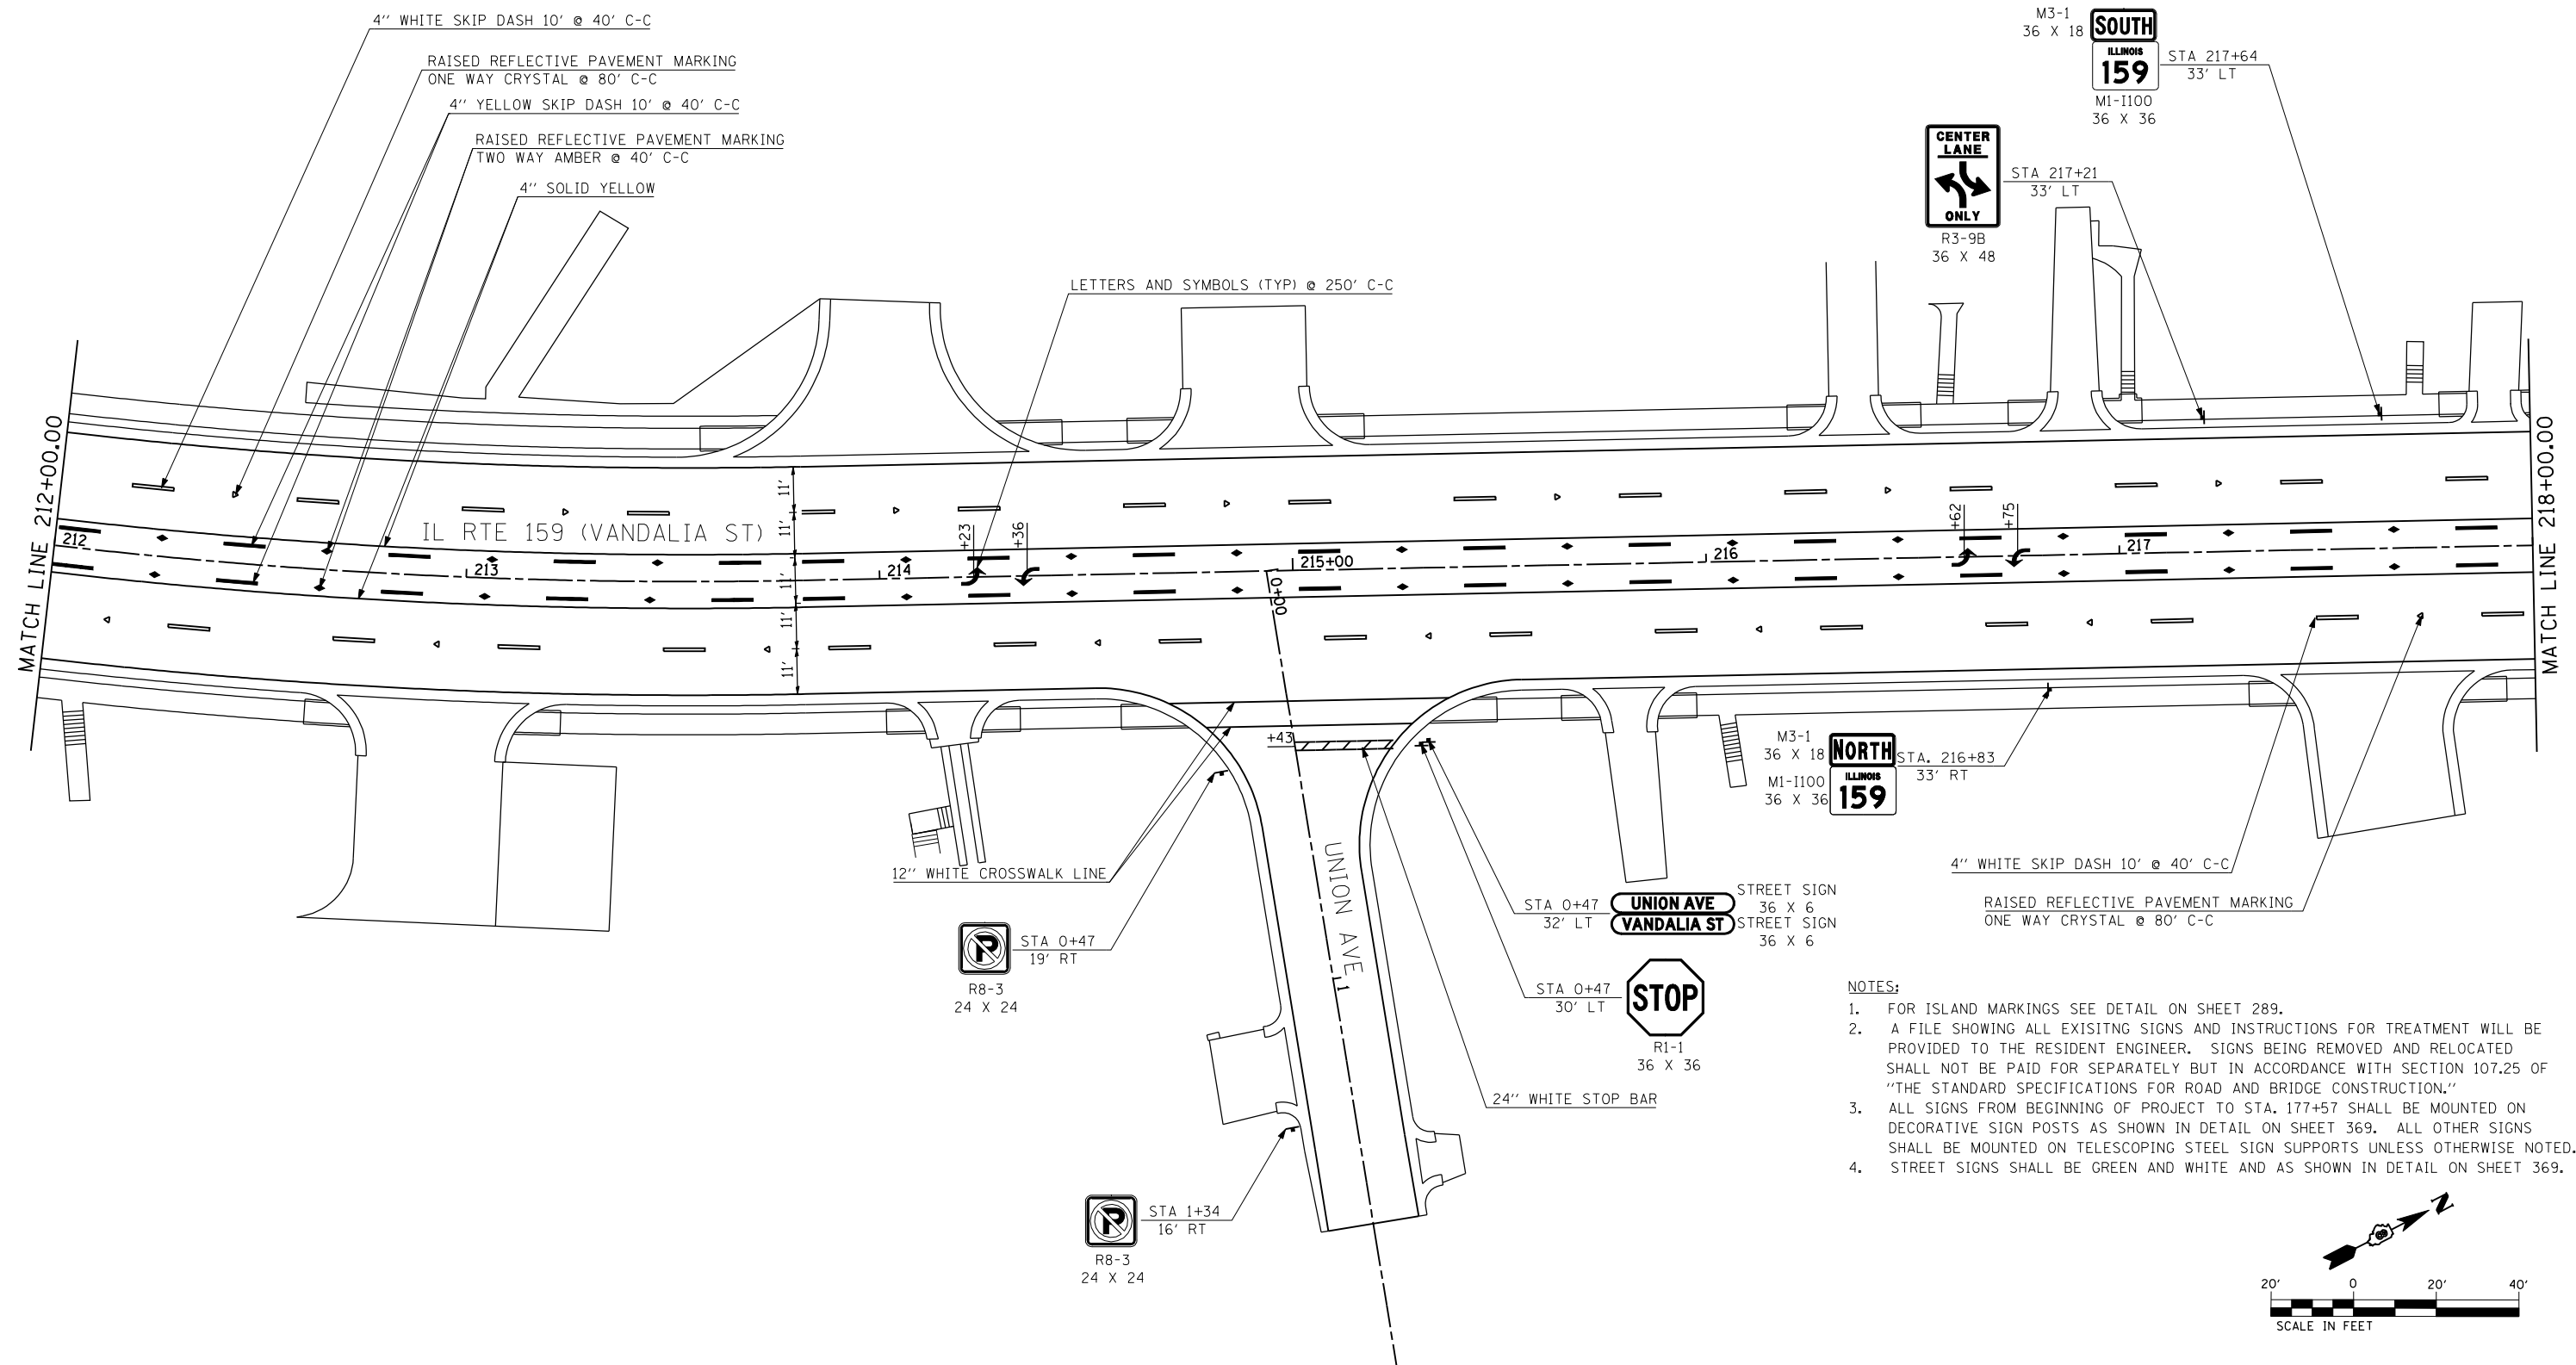 4'' WHITE SKIP DASH 10' @ 40' C-C
RAISED REFLECTIVE PAVEMENT MARKING
ONE WAY CRYSTAL @ 80' C-C
4'' YELLOW SKIP DASH 10' @ 40' C-C
RAISED REFLECTIVE PAVEMENT MARKING
TWO WAY AMBER @ 40' C-C
4'' SOLID YELLOW
M3-1
36 X 18
SOUTH
ILLINOIS
159
M1-I100
36 X 36
STA 217+64
33' LT
CENTER
LANE
ONLY
R3-9B
36 X 48
STA 217+21
33' LT
LETTERS AND SYMBOLS (TYP) @ 250' C-C
MATCH LINE 212+00.00
IL RTE 159 (VANDALIA ST)
212
213
214
215+00
216
217
11'
11'
11'
11'
11'
+23
+36
+62
+75
0+00
MATCH LINE 218+00.00
+43
M3-1
36 X 18
NORTH
M1-I100
36 X 36
ILLINOIS
159
STA. 216+83
33' RT
12'' WHITE CROSSWALK LINE
UNION AVE
1
4'' WHITE SKIP DASH 10' @ 40' C-C
RAISED REFLECTIVE PAVEMENT MARKING
ONE WAY CRYSTAL @ 80' C-C
STA 0+47
32' LT
UNION AVE
VANDALIA ST
STREET SIGN
36 X 6
STREET SIGN
36 X 6
P
STA 0+47
19' RT
R8-3
24 X 24
STA 0+47
30' LT
STOP
R1-1
36 X 36
24'' WHITE STOP BAR
P
STA 1+34
16' RT
R8-3
24 X 24
NOTES:
1. FOR ISLAND MARKINGS SEE DETAIL ON SHEET 289.
2. A FILE SHOWING ALL EXISITNG SIGNS AND INSTRUCTIONS FOR TREATMENT WILL BE
PROVIDED TO THE RESIDENT ENGINEER. SIGNS BEING REMOVED AND RELOCATED
SHALL NOT BE PAID FOR SEPARATELY BUT IN ACCORDANCE WITH SECTION 107.25 OF
''THE STANDARD SPECIFICATIONS FOR ROAD AND BRIDGE CONSTRUCTION.''
3. ALL SIGNS FROM BEGINNING OF PROJECT TO STA. 177+57 SHALL BE MOUNTED ON
DECORATIVE SIGN POSTS AS SHOWN IN DETAIL ON SHEET 369. ALL OTHER SIGNS
SHALL BE MOUNTED ON TELESCOPING STEEL SIGN SUPPORTS UNLESS OTHERWISE NOTED.
4. STREET SIGNS SHALL BE GREEN AND WHITE AND AS SHOWN IN DETAIL ON SHEET 369.
N
20' 0 20' 40'
SCALE IN FEET